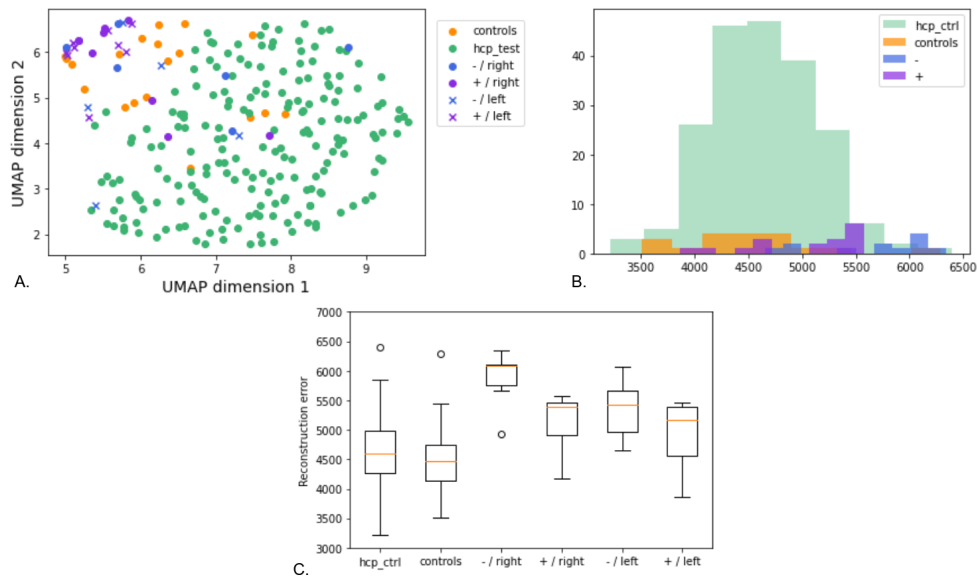 6
5
4
3
2
UMAP dimension 2
5
6
7
8
9
UMAP dimension 1
A.
controls
hcp_test
- / right
+ / right
- / left
+ / left
40
30
20
10
0
3500
4000
4500
5000
5500
6000
6500
hcp_ctrl
controls
-
+
B.
7000
6500
6000
5500
5000
4500
4000
3500
3000
Reconstruction error
hcp_ctrl
controls
- / right
+ / right
- / left
+ / left
C.